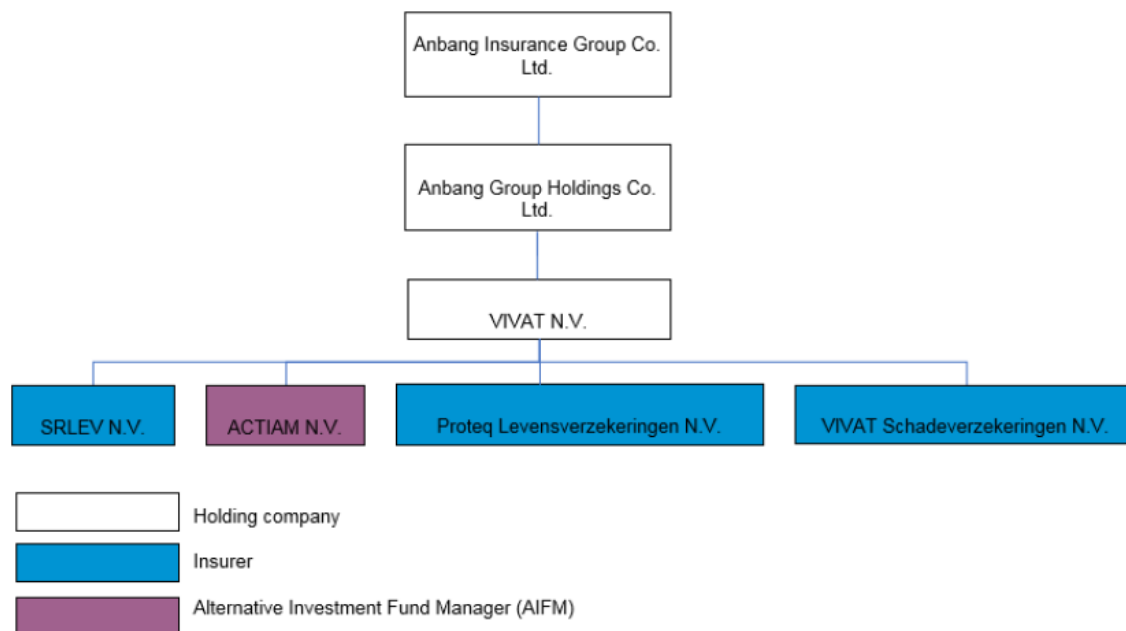 Anbang Insurance Group Co.
Ltd.
Anbang Group Holdings Co.
Ltd.
VIVAT N.V.
SRLEV N.V.
ACTIAM N.V.
Proteq Levensverzekeringen N.V.
VIVAT Schadeverzekeringen N.V.
Holding company
Insurer
Alternative Investment Fund Manager (AIFM)